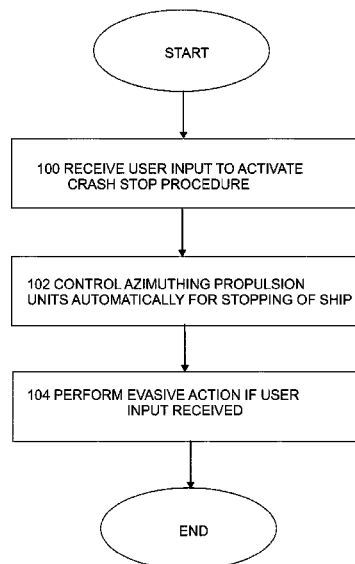 START
100 RECEIVE USER INPUT TO ACTIVATE
CRASH STOP PROCEDURE
102 CONTROL AZIMUTHING PROPULSION
UNITS AUTOMATICALLY FOR STOPPING OF SHIP
104 PERFORM EVASIVE ACTION IF USER
INPUT RECEIVED
END